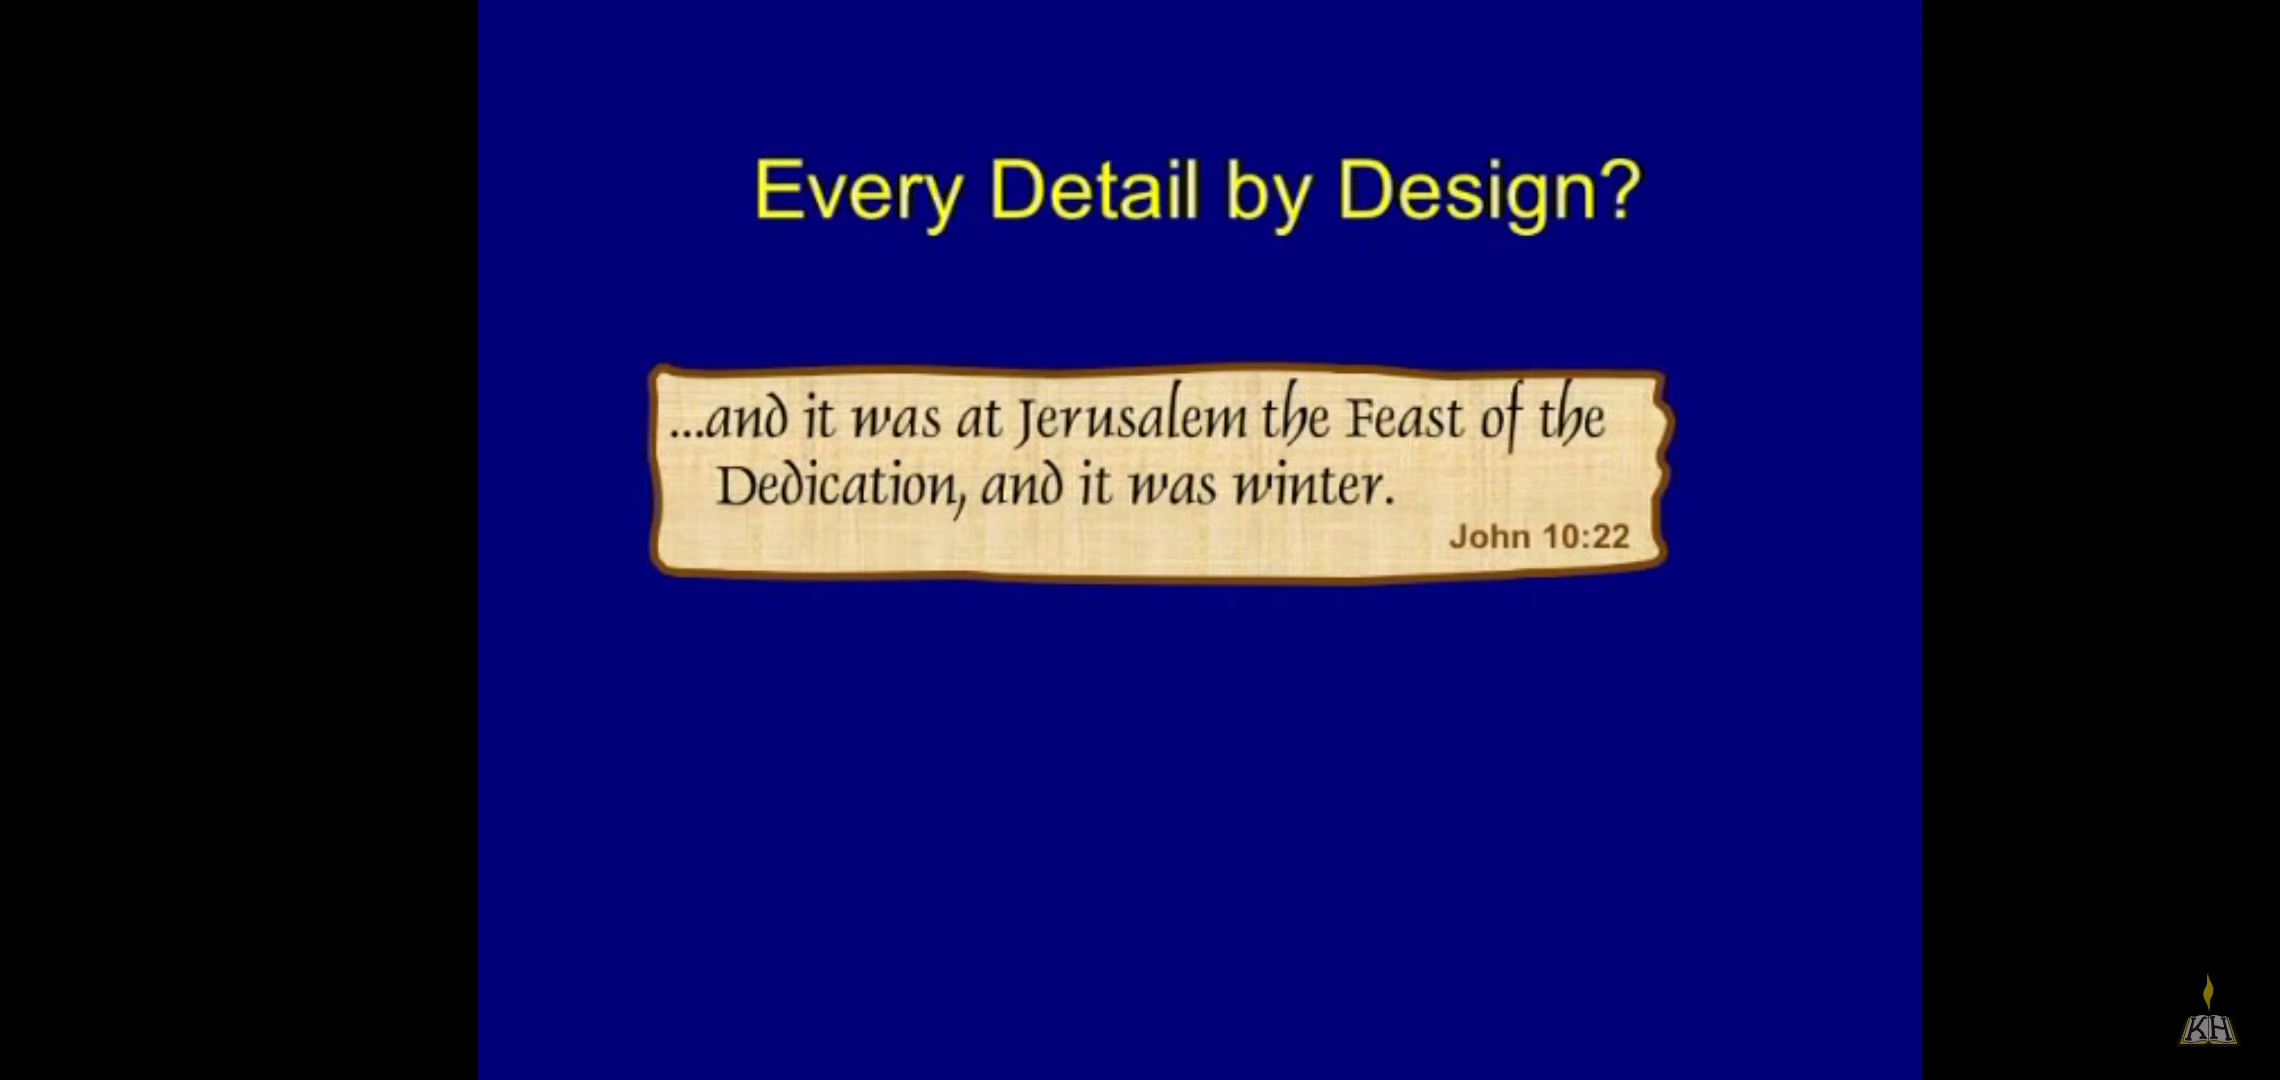 Every Detail by Design?
...and it was at Jerusalem the Feast of the
Dedication, and it was winter.
John 10:22
KH